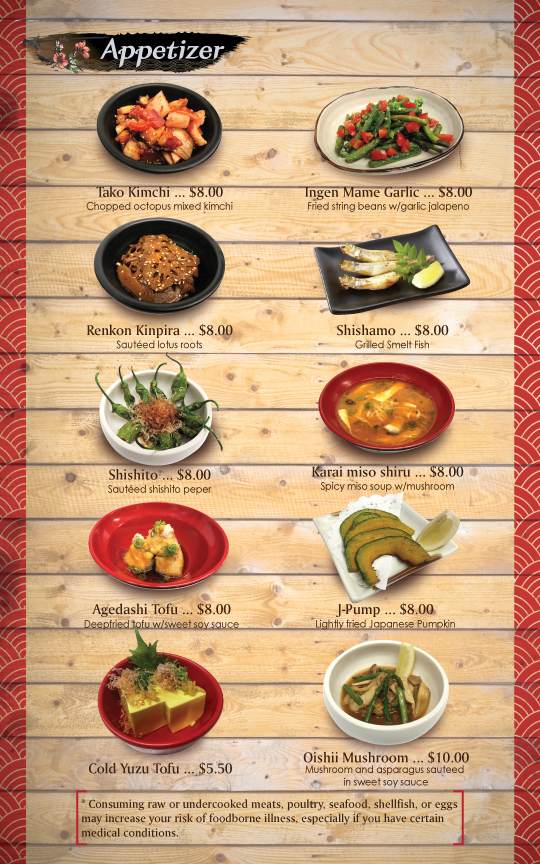 Appetizer
Tako Kimchi ... $8.00
Chopped octopus mixed kimchi
Ingen Mame Garlic ... $8.00
Fried string beans w/garlic jalapeno
Renkon Kinpira ... $8.00
Sautéed lotus roots
Shishamo ... $8.00
Grilled Smelt Fish
Shishito ... $8.00
Sautéed shishito peper
Karai miso shiru ... $8.00
Spicy miso soup w/mushroom
Agedashi Tofu ... $8.00
Deepfried tofu w/sweet soy sauce
J-Pump ... $8.00
Lightly fried Japanese Pumpkin
Cold Yuzu Tofu ... $5.50
Oishii Mushroom ... $10.00
Mushroom and asparagus sauteed
in sweet soy sauce
* Consuming raw or undercooked meats, poultry, seafood, shellfish, or eggs
may increase your risk of foodborne illness, especially if you have certain
medical conditions.